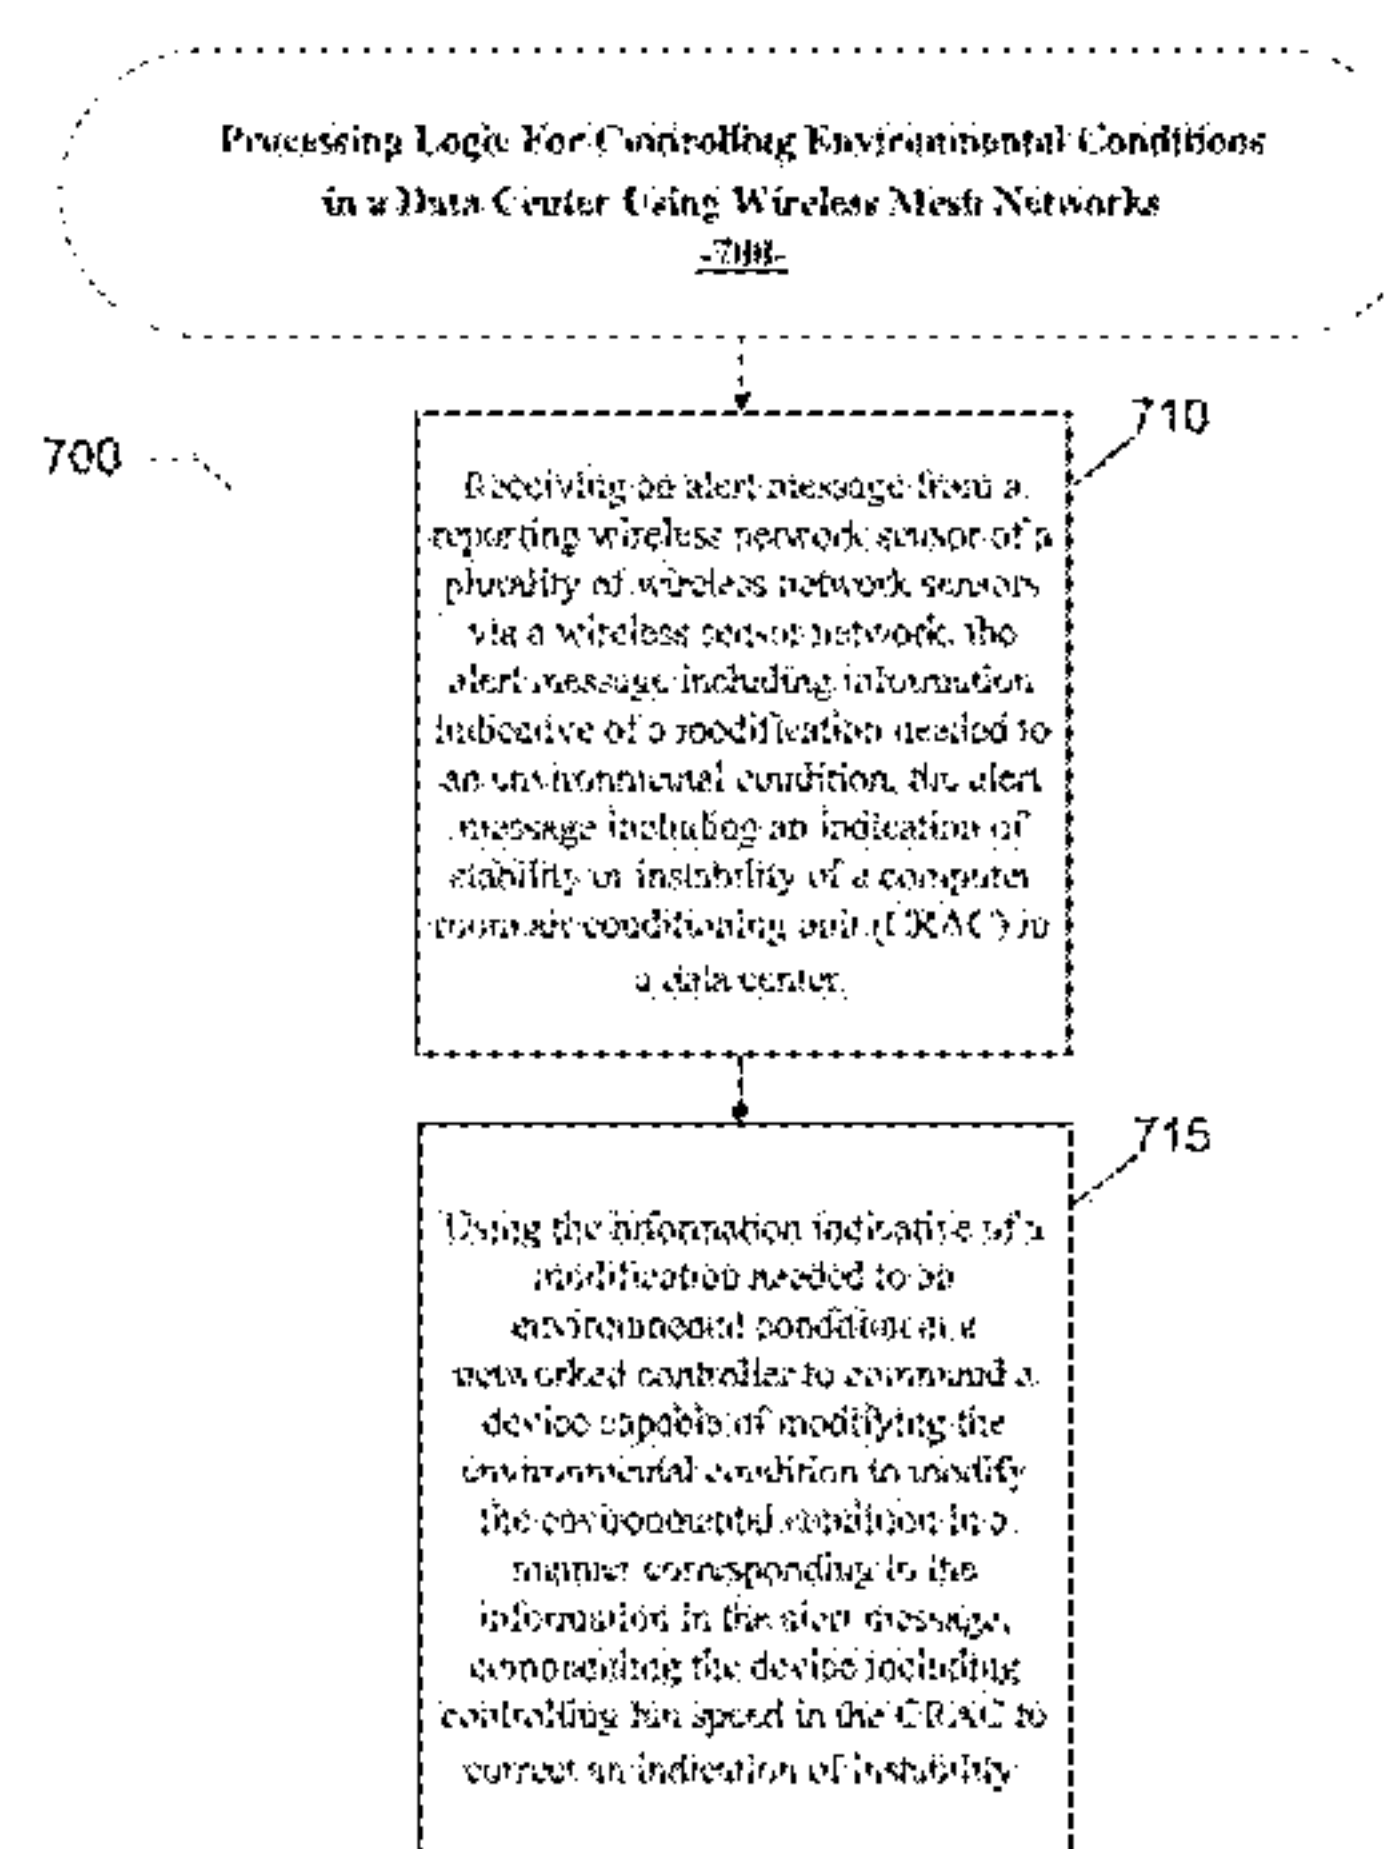 Processing Logic For Controlling Environmental Conditions
in a Data Center Using Wireless Mesh Networks
-700-
710
700
Receiving an alert message from a
reporting wireless network sensor of a
plurality of wireless network sensors
via a wireless sensor network, the
alert message including information
indicative of a modification needed to
an environmental condition, the alert
message including an indication of
stability or instability of a computer
room air conditioning unit (CRAC) in
a data center.
715
Using the information indicative of a
modification needed to an
environmental condition at a
networked controller to command a
device capable of modifying the
environmental condition to modify
the environmental condition in a
manner corresponding to the
information in the alert message,
commanding the device including
controlling fan speed in the CRAC to
correct an indication of instability